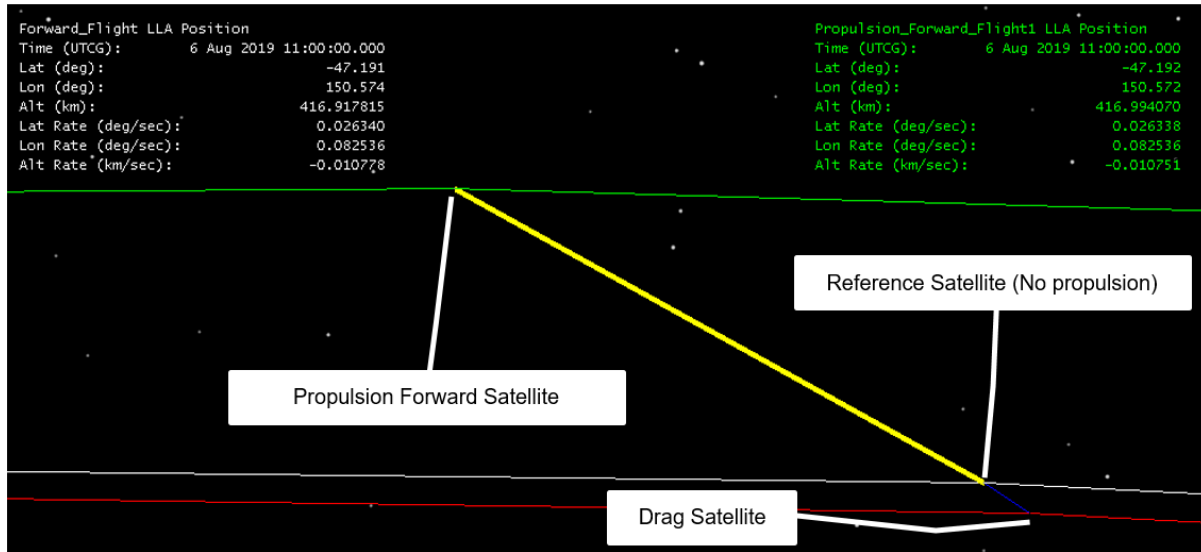 Forward_Flight LLA Position
Time (UTCG): 6 Aug 2019 11:00:00.000
Lat (deg): -47.191
Lon (deg): 150.574
Alt (km): 416.917815
Lat Rate (deg/sec): 0.026340
Lon Rate (deg/sec): 0.082536
Alt Rate (km/sec): -0.010778
Propulsion_Forward_Flight1 LLA Position
Time (UTCG): 6 Aug 2019 11:00:00.000
Lat (deg): -47.192
Lon (deg): 150.572
Alt (km): 416.994070
Lat Rate (deg/sec): 0.026338
Lon Rate (deg/sec): 0.082536
Alt Rate (km/sec): -0.010751
Reference Satellite (No propulsion)
Propulsion Forward Satellite
Drag Satellite